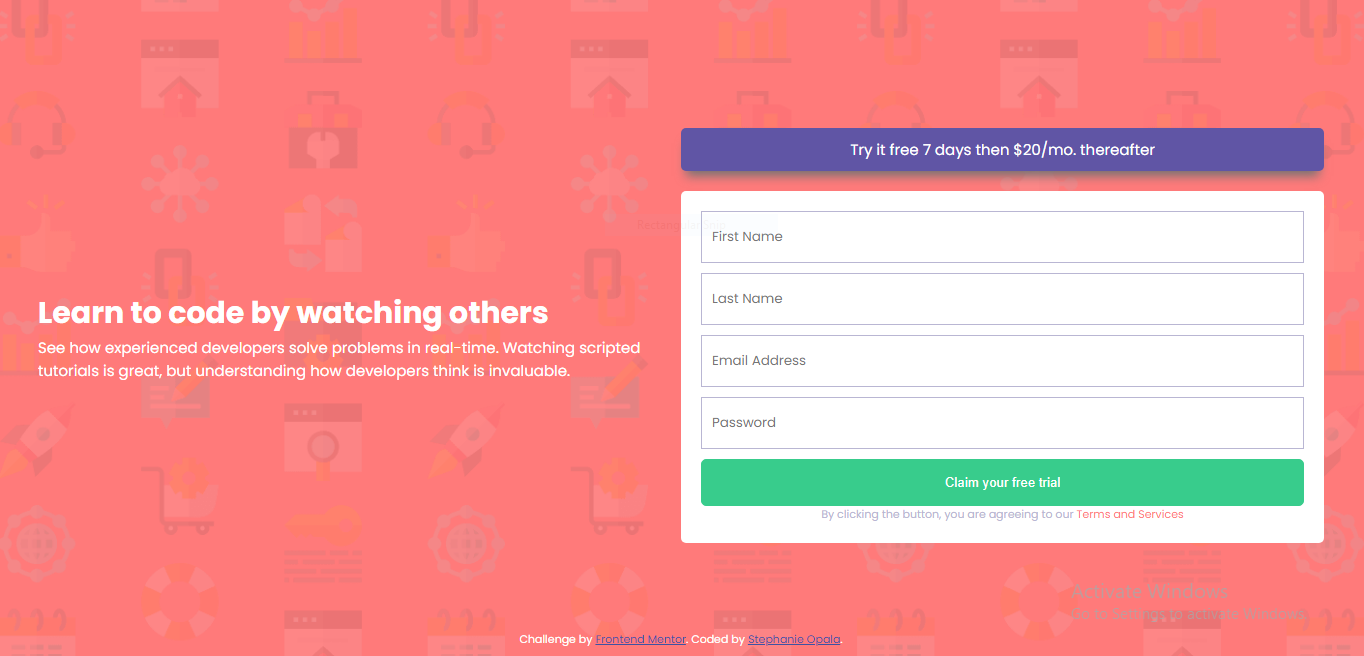 Try it free 7 days then $20/mo. thereafter
First Name
Last Name
Email Address
Password
Claim your free trial
By clicking the button, you are agreeing to our Terms and Services
Learn to code by watching others
See how experienced developers solve problems in real-time. Watching scripted
tutorials is great, but understanding how developers think is invaluable.
Activate Windows
Go to Settings to activate Windows.
Challenge by Frontend Mentor. Coded by Stephanie Opala.